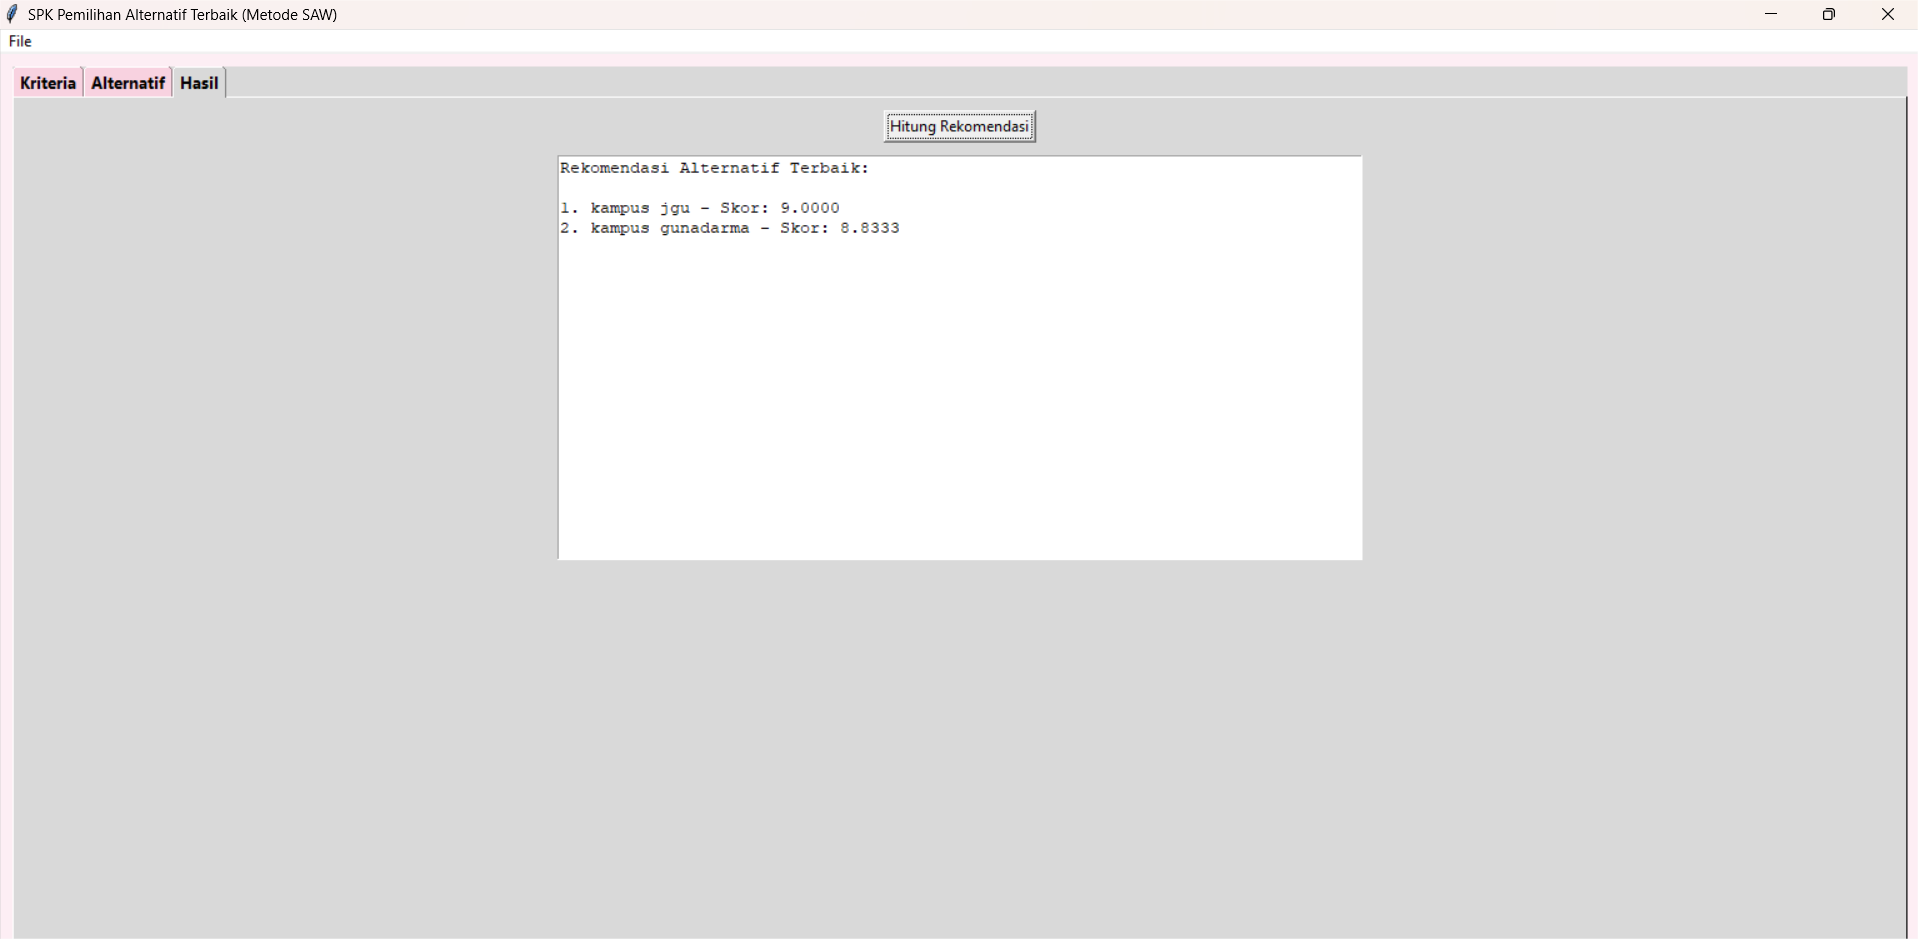 SPK Pemilihan Alternatif Terbaik (Metode SAW)
File
Kriteria Alternatif Hasil
Hitung Rekomendasi
Rekomendasi Alternatif Terbaik:
1. kampus jgu - Skor: 9.0000
2. kampus gunadarma - Skor: 8.8333